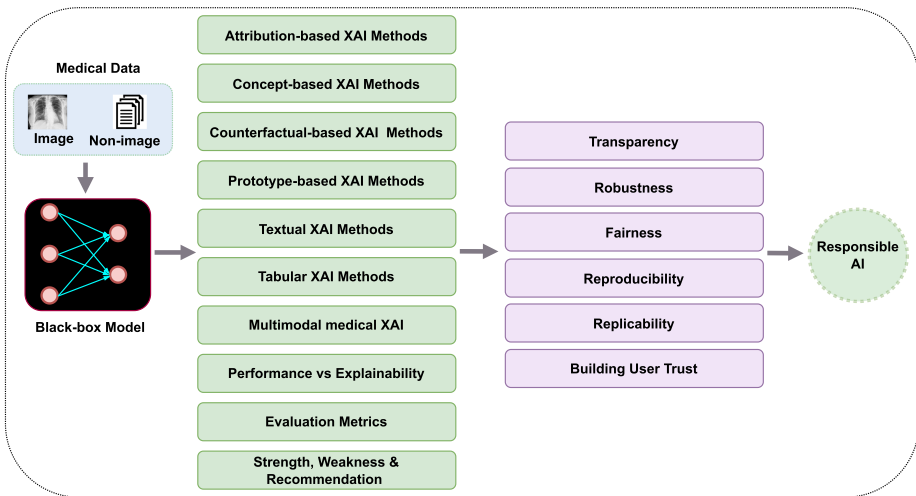 Medical Data
Image
Non-image
Black-box Model
Attribution-based XAI Methods
Concept-based XAI Methods
Counterfactual-based XAI  Methods
Prototype-based XAI Methods
Textual XAI Methods
Tabular XAI Methods
Multimodal medical XAI
Performance vs Explainability
Evaluation Metrics
Strength, Weakness &
Recommendation
Transparency
Robustness
Fairness
Reproducibility
Replicability
Building User Trust
Responsible
AI